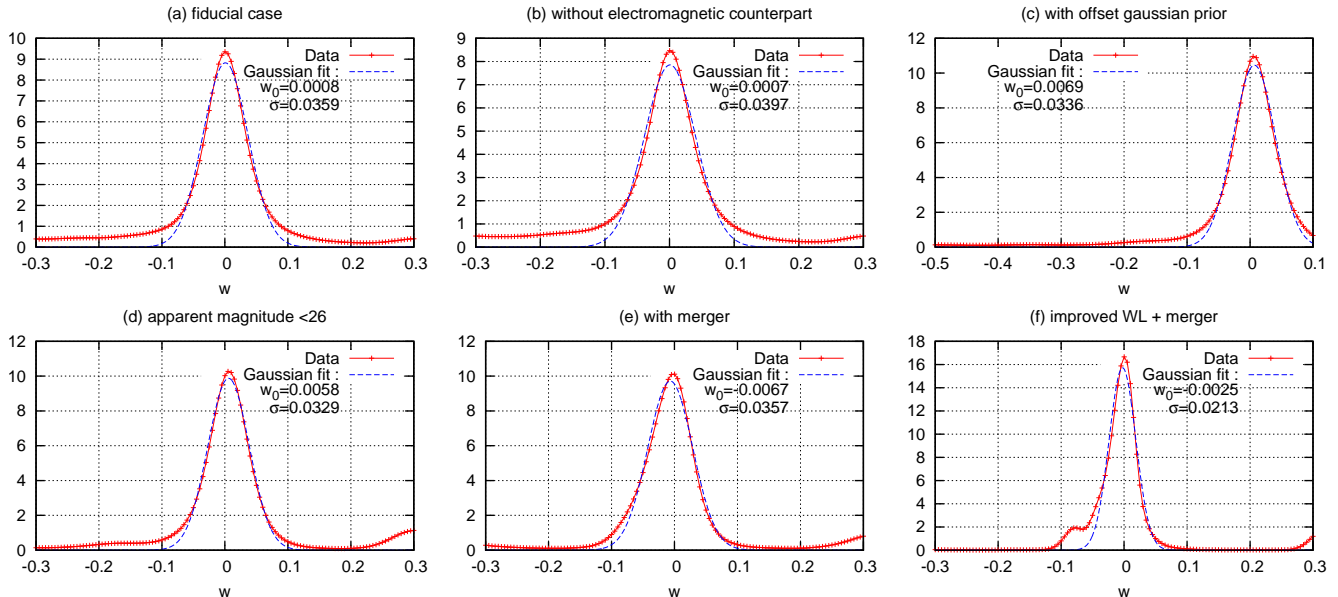 (a) fiducial case
10
9
8
7
6
5
4
3
2
1
0
-0.3 -0.2 -0.1 0 0.1 0.2 0.3
w
Data
Gaussian fit :
w0=0.0008
σ=0.0359
(b) without electromagnetic counterpart
9
8
7
6
5
4
3
2
1
0
-0.3 -0.2 -0.1 0 0.1 0.2 0.3
w
Data
Gaussian fit :
w0=0.0007
σ=0.0397
(c) with offset gaussian prior
12
10
8
6
4
2
0
-0.5 -0.4 -0.3 -0.2 -0.1 0 0.1
w
Data
Gaussian fit :
w0=0.0069
σ=0.0336
(d) apparent magnitude <26
12
10
8
6
4
2
0
-0.3 -0.2 -0.1 0 0.1 0.2 0.3
w
Data
Gaussian fit :
w0=0.0058
σ=0.0329
(e) with merger
12
10
8
6
4
2
0
-0.3 -0.2 -0.1 0 0.1 0.2 0.3
w
Data
Gaussian fit :
w0=-0.0067
σ=0.0357
(f) improved WL + merger
18
16
14
12
10
8
6
4
2
0
-0.3 -0.2 -0.1 0 0.1 0.2 0.3
w
Data
Gaussian fit :
w0=-0.0025
σ=0.0213